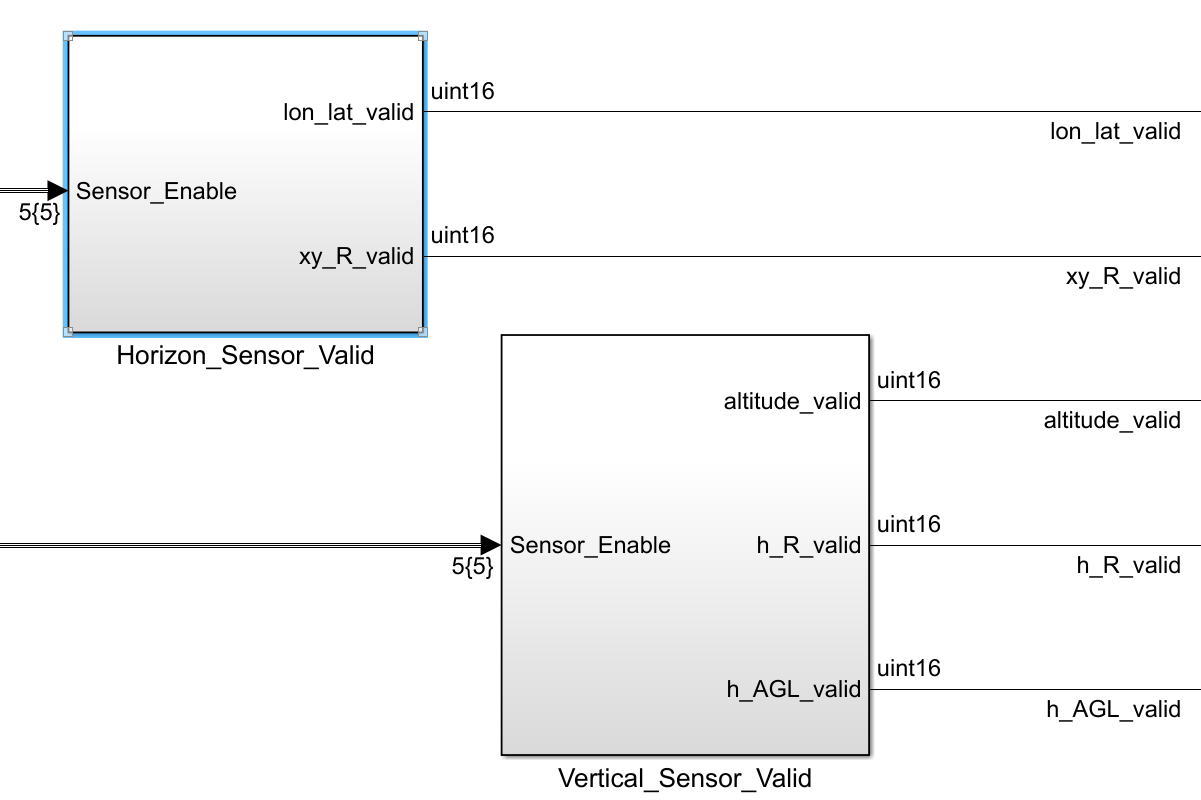 uint16
lon_lat_valid
lon_lat_valid
Sensor_Enable
5{5}
uint16
xy_R_valid
xy_R_valid
Horizon_Sensor_Valid
uint16
altitude_valid
altitude_valid
uint16
Sensor_Enable
h_R_valid
5{5}
h_R_valid
uint16
h_AGL_valid
h_AGL_valid
Vertical_Sensor_Valid